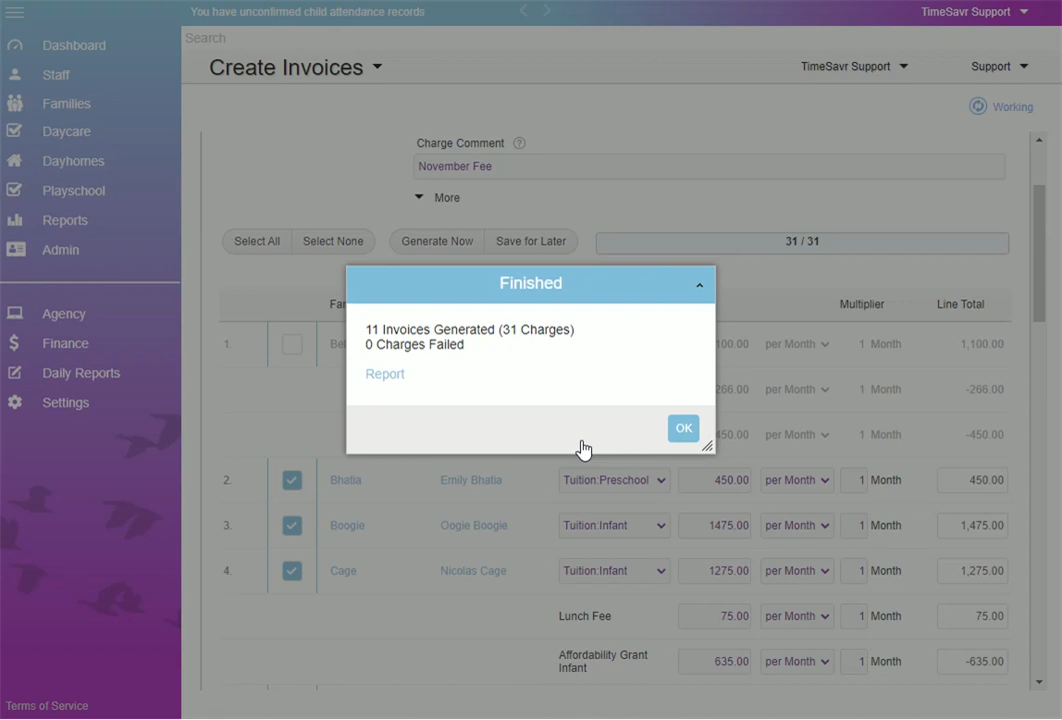 You have unconfirmed child attendance records
TimeSavr Support
Search
Dashboard
Staff
Families
Daycare
Dayhomes
Playschool
Reports
Admin
Agency
Finance
Daily Reports
Settings
Terms of Service
Create Invoices
TimeSavr Support
Support
Working
Charge Comment ?
November Fee
More
Select All Select None Generate Now Save for Later 31 / 31
Finished
11 Invoices Generated (31 Charges)
0 Charges Failed
Report
OK
Multiplier Line Total
1. per Month 1 Month 1,100.00
266.00 per Month 1 Month -266.00
450.00 per Month 1 Month -450.00
2. Bhatia Emily Bhatia Tuition:Preschool 450.00 per Month 1 Month 450.00
3. Boogie Oogie Boogie Tuition:Infant 1475.00 per Month 1 Month 1,475.00
4. Cage Nicolas Cage Tuition:Infant 1275.00 per Month 1 Month 1,275.00
Lunch Fee 75.00 per Month 1 Month 75.00
Affordability Grant
Infant 635.00 per Month 1 Month -635.00